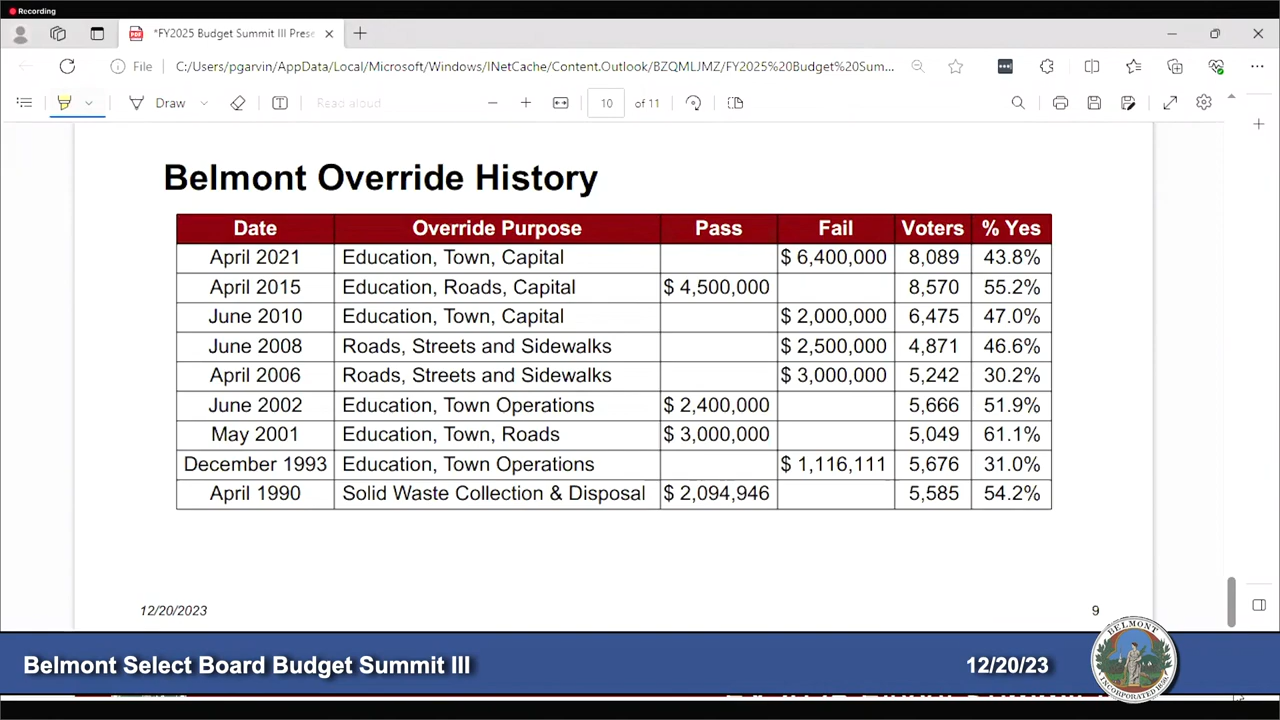 Recording
*FY2025 Budget Summit III Prese
File C:/Users/pgarvin/AppData/Local/Microsoft/Windows/INetCache/Content.Outlook/BZQMLJMZ/FY2025%20Budget%20Sum...
Draw Read aloud 10 of 11
Belmont Override History
Date Override Purpose Pass Fail Voters % Yes
April 2021 Education, Town, Capital $ 6,400,000 8,089 43.8%
April 2015 Education, Roads, Capital $ 4,500,000 8,570 55.2%
June 2010 Education, Town, Capital $ 2,000,000 6,475 47.0%
June 2008 Roads, Streets and Sidewalks $ 2,500,000 4,871 46.6%
April 2006 Roads, Streets and Sidewalks $ 3,000,000 5,242 30.2%
June 2002 Education, Town Operations $ 2,400,000 5,666 51.9%
May 2001 Education, Town, Roads $ 3,000,000 5,049 61.1%
December 1993 Education, Town Operations $ 1,116,111 5,676 31.0%
April 1990 Solid Waste Collection & Disposal $ 2,094,946 5,585 54.2%
12/20/2023 9
Belmont Select Board Budget Summit III 12/20/23
BELMONT